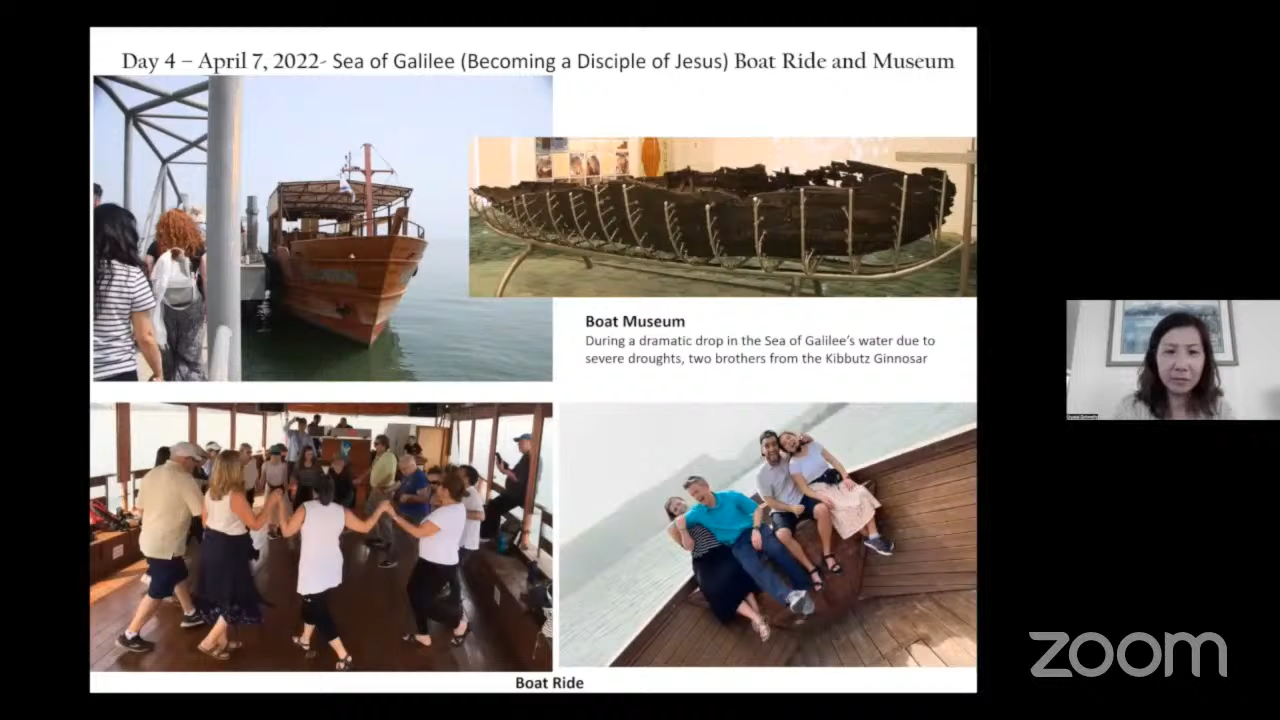 Day 4 – April 7, 2022- Sea of Galilee (Becoming a Disciple of Jesus) Boat Ride and Museum
Boat Museum
During a dramatic drop in the Sea of Galilee's water due to
severe droughts, two brothers from the Kibbutz Ginnosar
Boat Ride
zoom